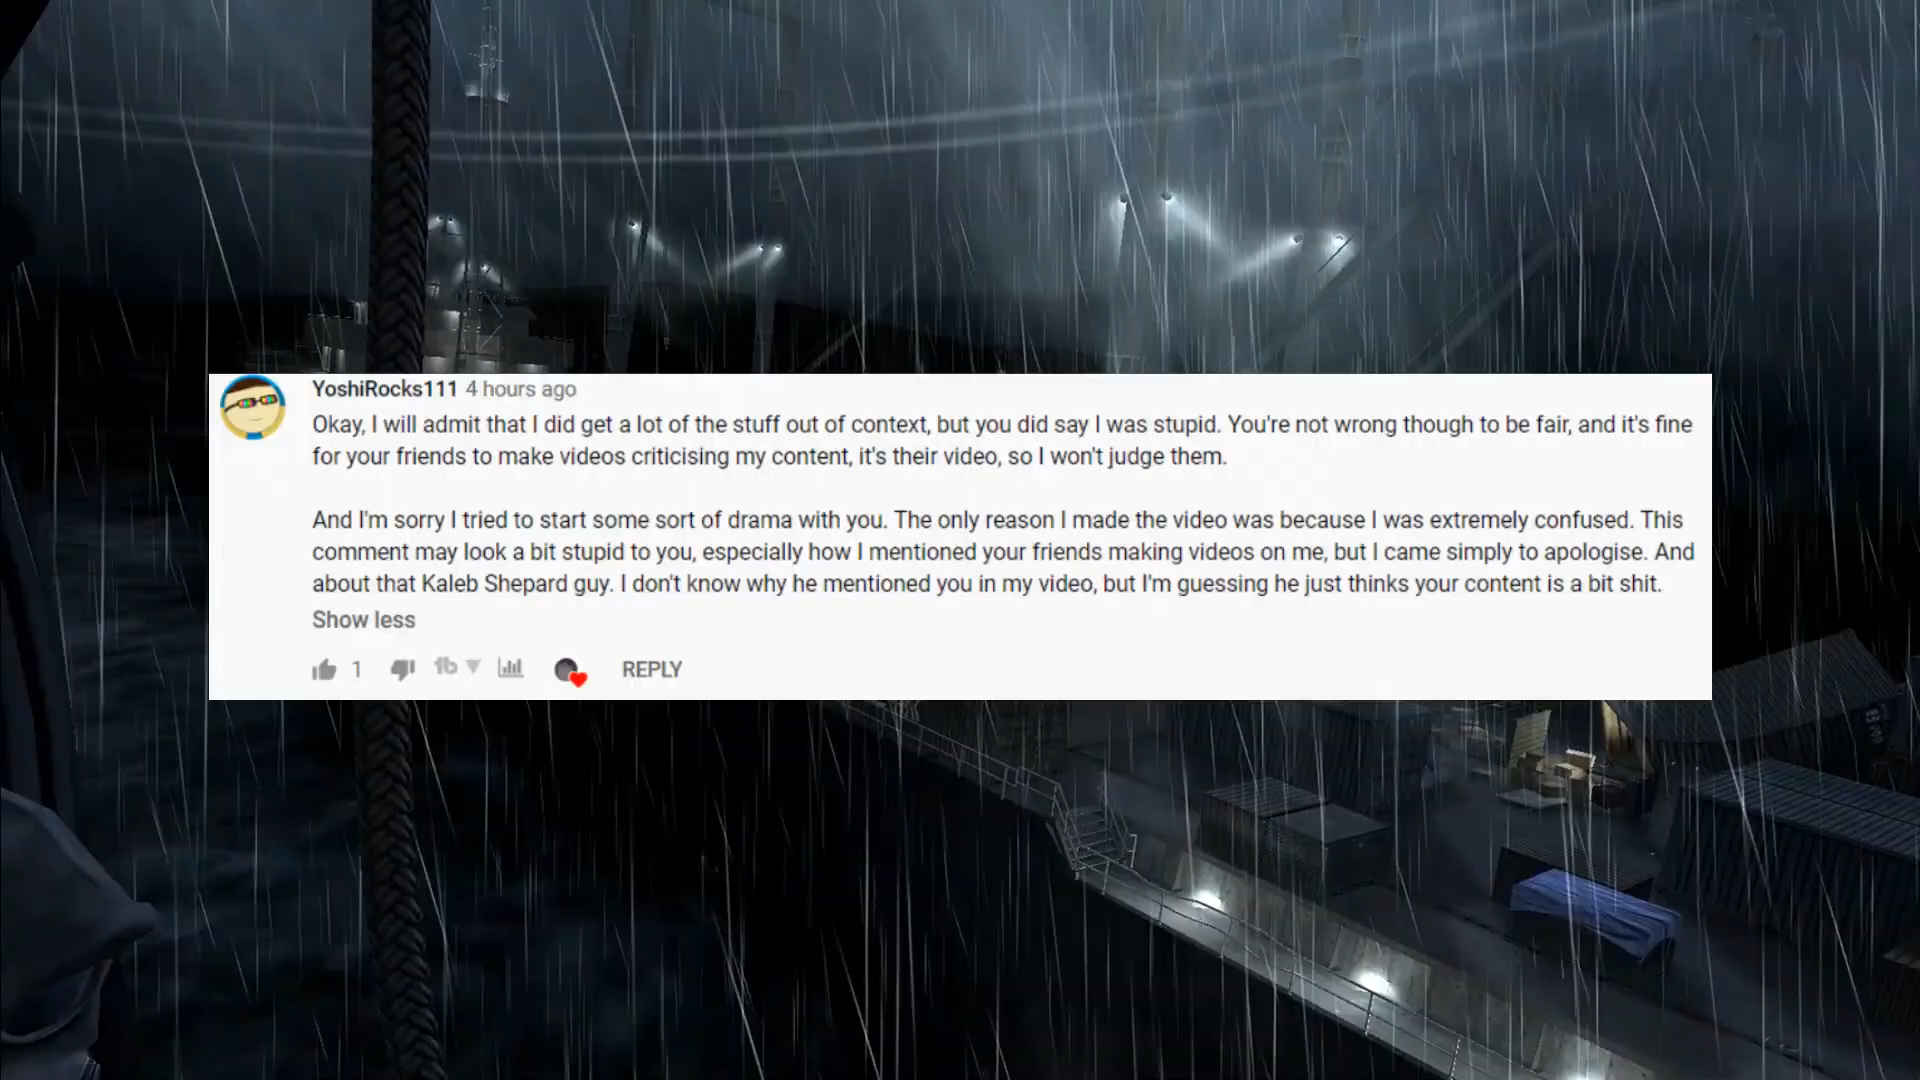 YoshiRocks111 4 hours ago
Okay, I will admit that I did get a lot of the stuff out of context, but you did say I was stupid. You're not wrong though to be fair, and it's fine
for your friends to make videos criticising my content, it's their video, so I won't judge them.
And I'm sorry I tried to start some sort of drama with you. The only reason I made the video was because I was extremely confused. This
comment may look a bit stupid to you, especially how I mentioned your friends making videos on me, but I came simply to apologise. And
about that Kaleb Shepard guy. I don't know why he mentioned you in my video, but I'm guessing he just thinks your content is a bit shit.
Show less
1 REPLY